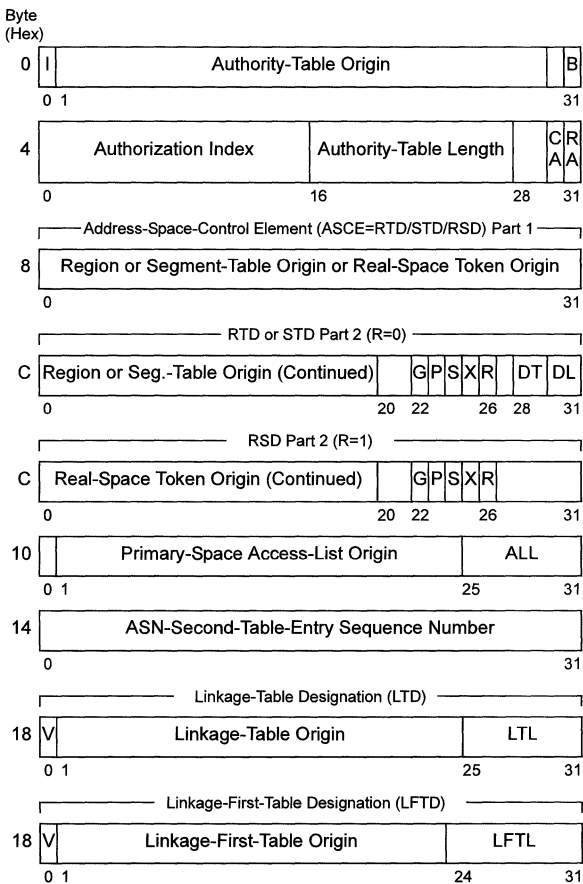 Byte
(Hex)
0 I Authority-Table Origin B
0 1 31
4 Authorization Index Authority-Table Length C A R A
0 16 28 31
Address-Space-Control Element (ASCE=RTD/STD/RSD) Part 1
8 Region or Segment-Table Origin or Real-Space Token Origin
0 31
RTD or STD Part 2 (R=0)
C Region or Seg.-Table Origin (Continued) G P S X R DT DL
0 20 22 26 28 31
RSD Part 2 (R=1)
C Real-Space Token Origin (Continued) G P S X R
0 20 22 26 31
10 Primary-Space Access-List Origin ALL
0 1 25 31
14 ASN-Second-Table-Entry Sequence Number
0 31
Linkage-Table Designation (LTD)
18 V Linkage-Table Origin LTL
0 1 25 31
Linkage-First-Table Designation (LFTD)
18 V Linkage-First-Table Origin LFTL
0 1 24 31